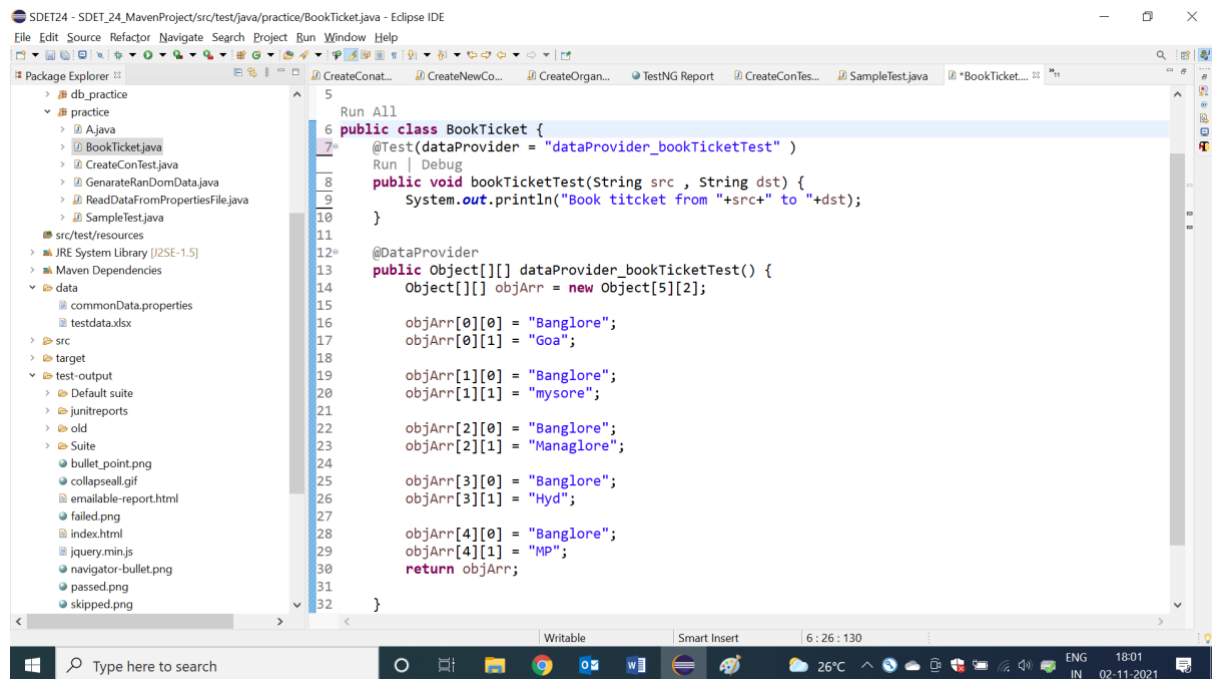 SDET24 - SDET_24_MavenProject/src/test/java/practice/BookTicket.java - Eclipse IDE
File Edit Source Refactor Navigate Search Project Run Window Help
Package Explorer
CreateConat...
CreateNewCo...
CreateOrgan...
TestNG Report
CreateConTes...
SampleTest.java
*BookTicket....
»11
db_practice
practice
A.java
BookTicket.java
CreateConTest.java
GenarateRanDomData.java
ReadDataFromPropertiesFile.java
SampleTest.java
src/test/resources
JRE System Library [J2SE-1.5]
Maven Dependencies
data
commonData.properties
testdata.xlsx
src
target
test-output
Default suite
junitreports
old
Suite
bullet_point.png
collapseall.gif
emailable-report.html
failed.png
index.html
jquery.min.js
navigator-bullet.png
passed.png
skipped.png
5
Run All
6 public class BookTicket {
7 @Test(dataProvider = "dataProvider_bookTicketTest" )
Run | Debug
8 public void bookTicketTest(String src , String dst) {
9 System.out.println("Book titcket from "+src+" to "+dst);
10 }
11
12 @DataProvider
13 public Object[][] dataProvider_bookTicketTest() {
14 Object[][] objArr = new Object[5][2];
15
16 objArr[0][0] = "Banglore";
17 objArr[0][1] = "Goa";
18
19 objArr[1][0] = "Banglore";
20 objArr[1][1] = "mysore";
21
22 objArr[2][0] = "Banglore";
23 objArr[2][1] = "Managlore";
24
25 objArr[3][0] = "Banglore";
26 objArr[3][1] = "Hyd";
27
28 objArr[4][0] = "Banglore";
29 objArr[4][1] = "MP";
30 return objArr;
31
32 }
Writable
Smart Insert
6 : 26 : 130
Type here to search
26°C
ENG
IN
18:01
02-11-2021